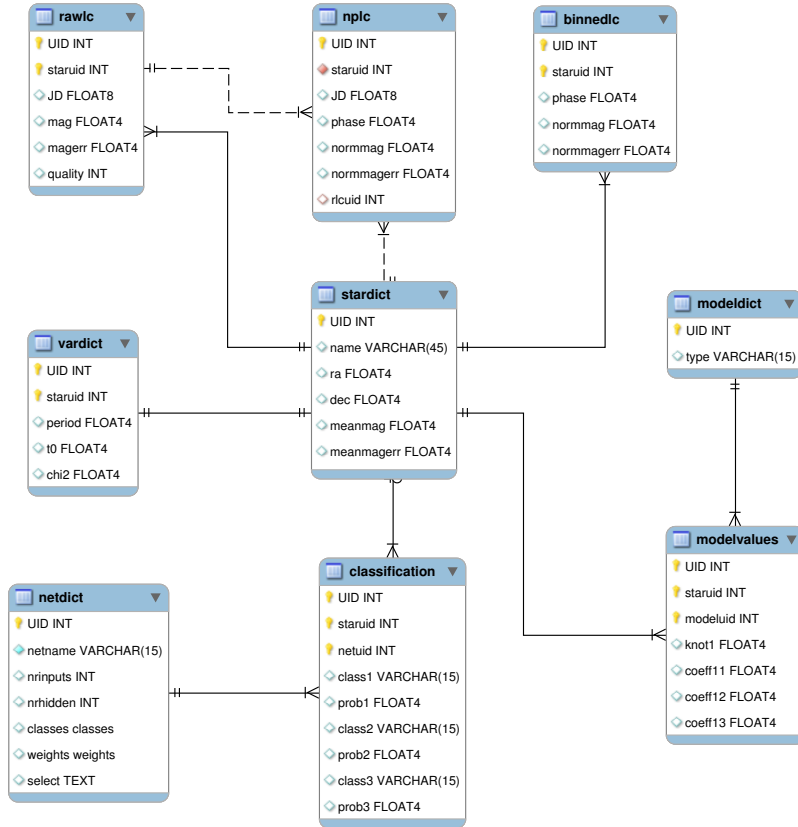 rawlc
UID INT
staruid INT
JD FLOAT8
mag FLOAT4
magerr FLOAT4
quality INT
nplc
UID INT
staruid INT
JD FLOAT8
phase FLOAT4
normmag FLOAT4
normmagerr FLOAT4
rlcuid INT
binnedlc
UID INT
staruid INT
phase FLOAT4
normmag FLOAT4
normmagerr FLOAT4
stardict
UID INT
name VARCHAR(45)
ra FLOAT4
dec FLOAT4
meanmag FLOAT4
meanmagerr FLOAT4
modeldict
UID INT
type VARCHAR(15)
vardict
UID INT
staruid INT
period FLOAT4
t0 FLOAT4
chi2 FLOAT4
modelvalues
UID INT
staruid INT
modeluid INT
knot1 FLOAT4
coeff11 FLOAT4
coeff12 FLOAT4
coeff13 FLOAT4
classification
UID INT
staruid INT
netuid INT
class1 VARCHAR(15)
prob1 FLOAT4
class2 VARCHAR(15)
prob2 FLOAT4
class3 VARCHAR(15)
prob3 FLOAT4
netdict
UID INT
netname VARCHAR(15)
nrinputs INT
nrhidden INT
classes classes
weights weights
select TEXT